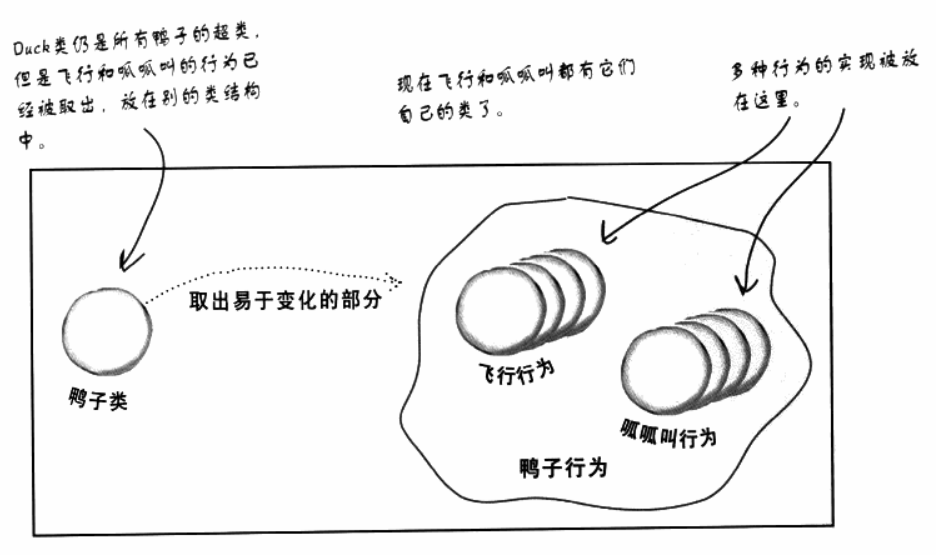 Duck类仍是所有鸭子的超类，
但是飞行和呱呱叫的行为已
经被取出，放在别的类结构
中。
现在飞行和呱呱叫都有它们
自己的类了。
多种行为的实现被放
在这里。
取出易于变化的部分
鸭子类
飞行行为
呱呱叫行为
鸭子行为